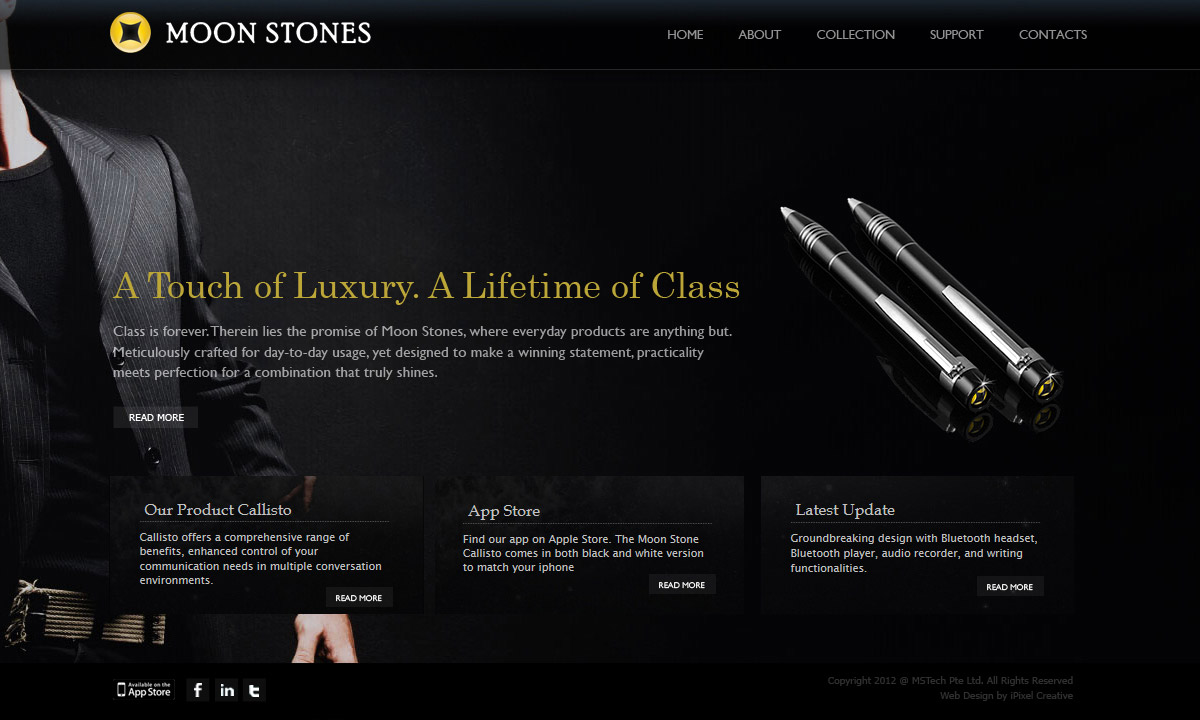 MOON STONES
HOME ABOUT COLLECTION SUPPORT CONTACTS
A Touch of Luxury. A Lifetime of Class
Class is forever. Therein lies the promise of Moon Stones, where everyday products are anything but.
Meticulously crafted for day-to-day usage, yet designed to make a winning statement, practicality
meets perfection for a combination that truly shines.
READ MORE
Our Product Callisto
Callisto offers a comprehensive range of
benefits, enhanced control of your
communication needs in multiple conversation
environments.
READ MORE
App Store
Find our app on Apple Store. The Moon Stone
Callisto comes in both black and white version
to match your iphone
READ MORE
Latest Update
Groundbreaking design with Bluetooth headset,
Bluetooth player, audio recorder, and writing
functionalities.
READ MORE
Available on the
App Store
f in t
Copyright 2012 @ MSTech Pte Ltd. All Rights Reserved
Web Design by iPixel Creative